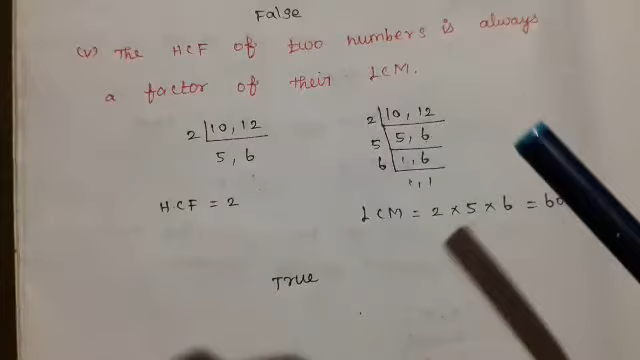 False
(v) The HCF of two numbers is always
a factor of their LCM.
2 | 10, 12
5, 6
HCF = 2
2 | 10, 12
5 | 5, 6
6 | 1, 6
1, 1
LCM = 2 × 5 × 6 = 60
True